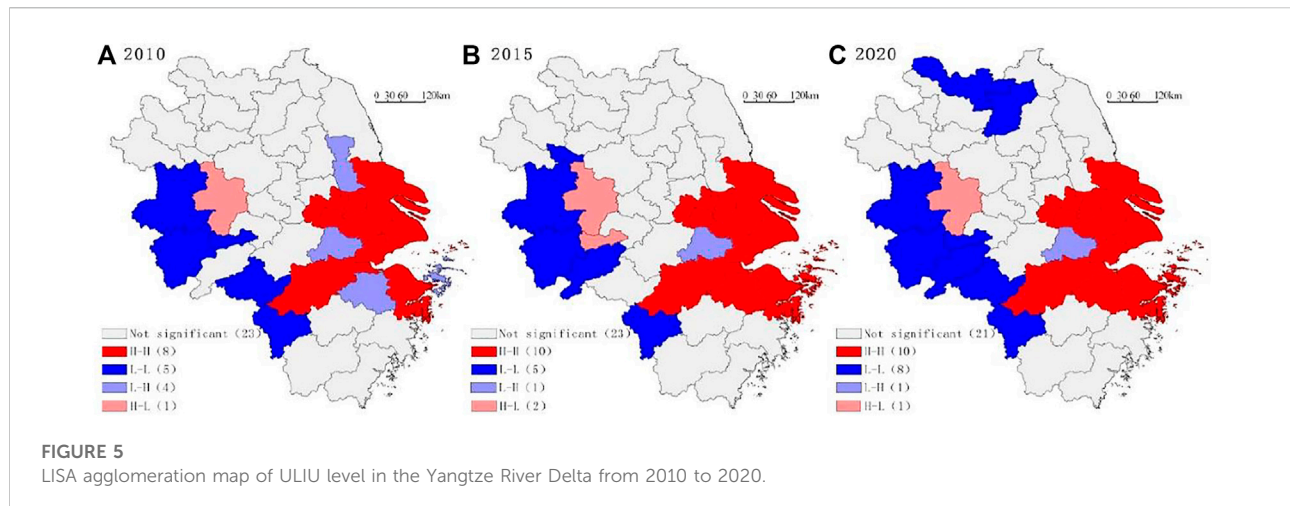 A 2010
0 30 60 120km
Not significant (23)
H-H (8)
L-L (5)
L-H (4)
H-L (1)
B 2015
0 30 60 120km
Not significant (23)
H-H (10)
L-L (5)
L-H (1)
H-L (2)
C 2020
0 30 60 120km
Not significant (21)
H-H (10)
L-L (8)
L-H (1)
H-L (1)
FIGURE 5
LISA agglomeration map of ULIU level in the Yangtze River Delta from 2010 to 2020.